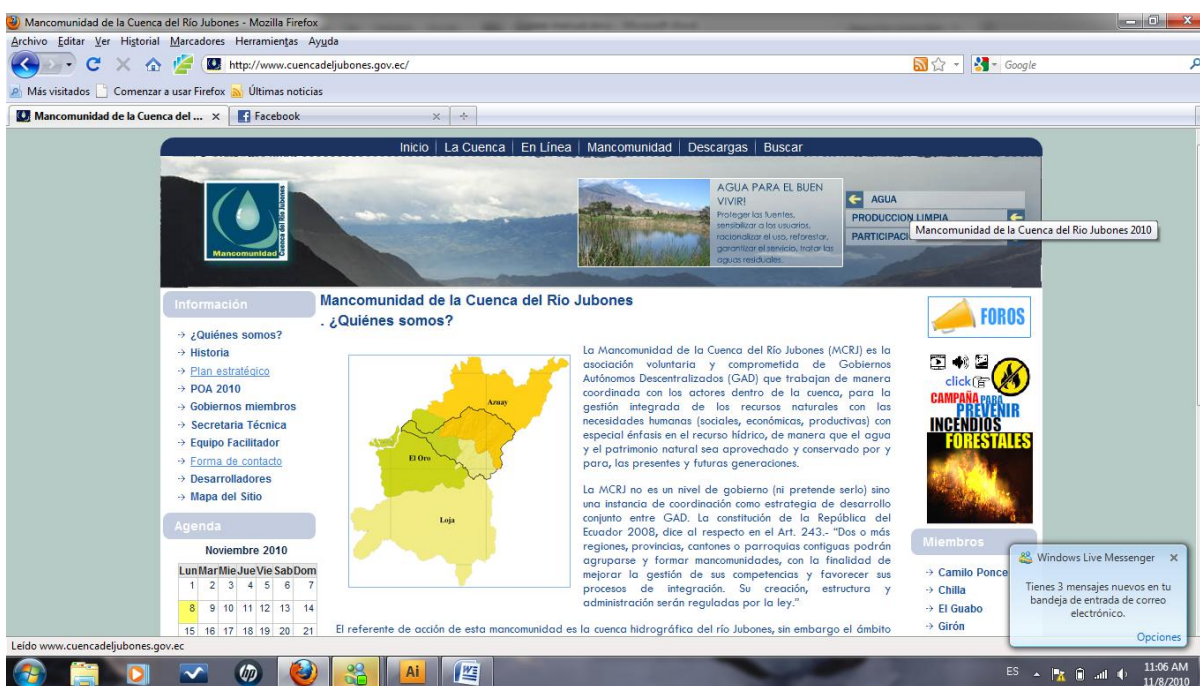 Mancomunidad de la Cuenca del Río Jubones - Mozilla Firefox
Archivo Editar Ver Historial Marcadores Herramientas Ayuda
http://www.cuencadeljubones.gov.ec/
Google
Más visitados Comenzar a usar Firefox Últimas noticias
Mancomunidad de la Cuenca del ... Facebook
Inicio | La Cuenca | En Línea | Mancomunidad | Descargas | Buscar
Mancomunidad
Cuenca del Río Jubones
AGUA PARA EL BUEN
VIVIR!
Proteger las fuentes,
sensibilizar a los usuarios,
racionalizar el uso, reforestar,
garantizar el servicio, tratar las
aguas residuales.
AGUA
PRODUCCION LIMPIA
PARTICIPAC
Mancomunidad de la Cuenca del Rio Jubones 2010
Información
¿Quiénes somos?
Historia
Plan estratégico
POA 2010
Gobiernos miembros
Secretaria Técnica
Equipo Facilitador
Forma de contacto
Desarrolladores
Mapa del Sitio
Agenda
Noviembre 2010
Lun Mar Mie Jue Vie Sab Dom
1 2 3 4 5 6 7
8 9 10 11 12 13 14
15 16 17 18 19 20 21
Mancomunidad de la Cuenca del Río Jubones
. ¿Quiénes somos?
Azuay
El Oro
Loja
La Mancomunidad de la Cuenca del Río Jubones (MCRJ) es la
asociación voluntaria y comprometida de Gobiernos
Autónomos Descentralizados (GAD) que trabajan de manera
coordinada con los actores dentro de la cuenca, para la
gestión integrada de los recursos naturales con las
necesidades humanas (sociales, económicas, productivas) con
especial énfasis en el recurso hídrico, de manera que el agua
y el patrimonio natural sea aprovechado y conservado por y
para, las presentes y futuras generaciones.
La MCRJ no es un nivel de gobierno (ni pretende serlo) sino
una instancia de coordinación como estrategia de desarrollo
conjunto entre GAD. La constitución de la República del
Ecuador 2008, dice al respecto en el Art. 243.- "Dos o más
regiones, provincias, cantones o parroquias contiguas podrán
agruparse y formar mancomunidades, con la finalidad de
mejorar la gestión de sus competencias y favorecer sus
procesos de integración. Su creación, estructura y
administración serán reguladas por la ley."
El referente de acción de esta mancomunidad es la cuenca hidrográfica del río Jubones, sin embargo el ámbito
FOROS
click
CAMPAÑA PARA
PREVENIR
INCENDIOS
FORESTALES
Miembros
Camilo Ponce
Chilla
El Guabo
Girón
Windows Live Messenger
Tienes 3 mensajes nuevos en tu
bandeja de entrada de correo
electrónico.
Opciones
Leído www.cuencadeljubones.gov.ec
hp
Ai
ES
11:06 AM
11/8/2010